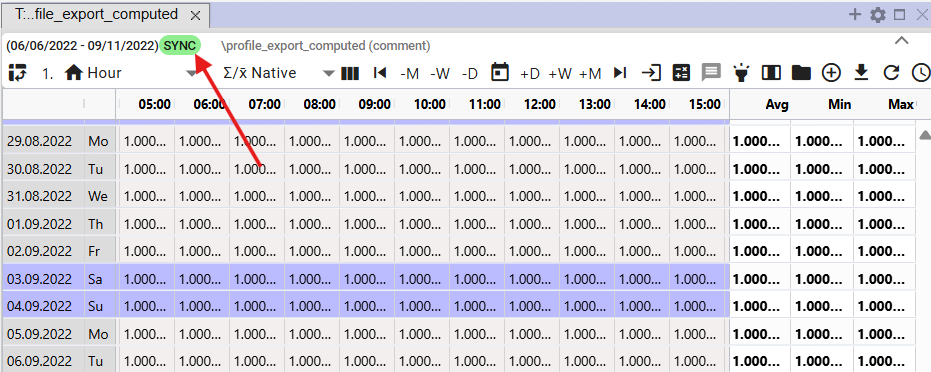 T:..file_export_computed
(06/06/2022 - 09/11/2022) SYNC \profile_export_computed (comment)
1. Hour Σ/x̄ Native -M -W -D +D +W +M
05:00 06:00 07:00 08:00 09:00 10:00 11:00 12:00 13:00 14:00 15:00 Avg Min Max
29.08.2022 Mo 1.000... 1.000... 1.000... 1.000... 1.000... 1.000... 1.000... 1.000... 1.000... 1.000... 1.000... 1.000... 1.000... 1.000...
30.08.2022 Tu 1.000... 1.000... 1.000... 1.000... 1.000... 1.000... 1.000... 1.000... 1.000... 1.000... 1.000... 1.000... 1.000... 1.000...
31.08.2022 We 1.000... 1.000... 1.000... 1.000... 1.000... 1.000... 1.000... 1.000... 1.000... 1.000... 1.000... 1.000... 1.000... 1.000...
01.09.2022 Th 1.000... 1.000... 1.000... 1.000... 1.000... 1.000... 1.000... 1.000... 1.000... 1.000... 1.000... 1.000... 1.000... 1.000...
02.09.2022 Fr 1.000... 1.000... 1.000... 1.000... 1.000... 1.000... 1.000... 1.000... 1.000... 1.000... 1.000... 1.000... 1.000... 1.000...
03.09.2022 Sa 1.000... 1.000... 1.000... 1.000... 1.000... 1.000... 1.000... 1.000... 1.000... 1.000... 1.000... 1.000... 1.000... 1.000...
04.09.2022 Su 1.000... 1.000... 1.000... 1.000... 1.000... 1.000... 1.000... 1.000... 1.000... 1.000... 1.000... 1.000... 1.000... 1.000...
05.09.2022 Mo 1.000... 1.000... 1.000... 1.000... 1.000... 1.000... 1.000... 1.000... 1.000... 1.000... 1.000... 1.000... 1.000... 1.000...
06.09.2022 Tu 1.000... 1.000... 1.000... 1.000... 1.000... 1.000... 1.000... 1.000... 1.000... 1.000... 1.000... 1.000... 1.000... 1.000...